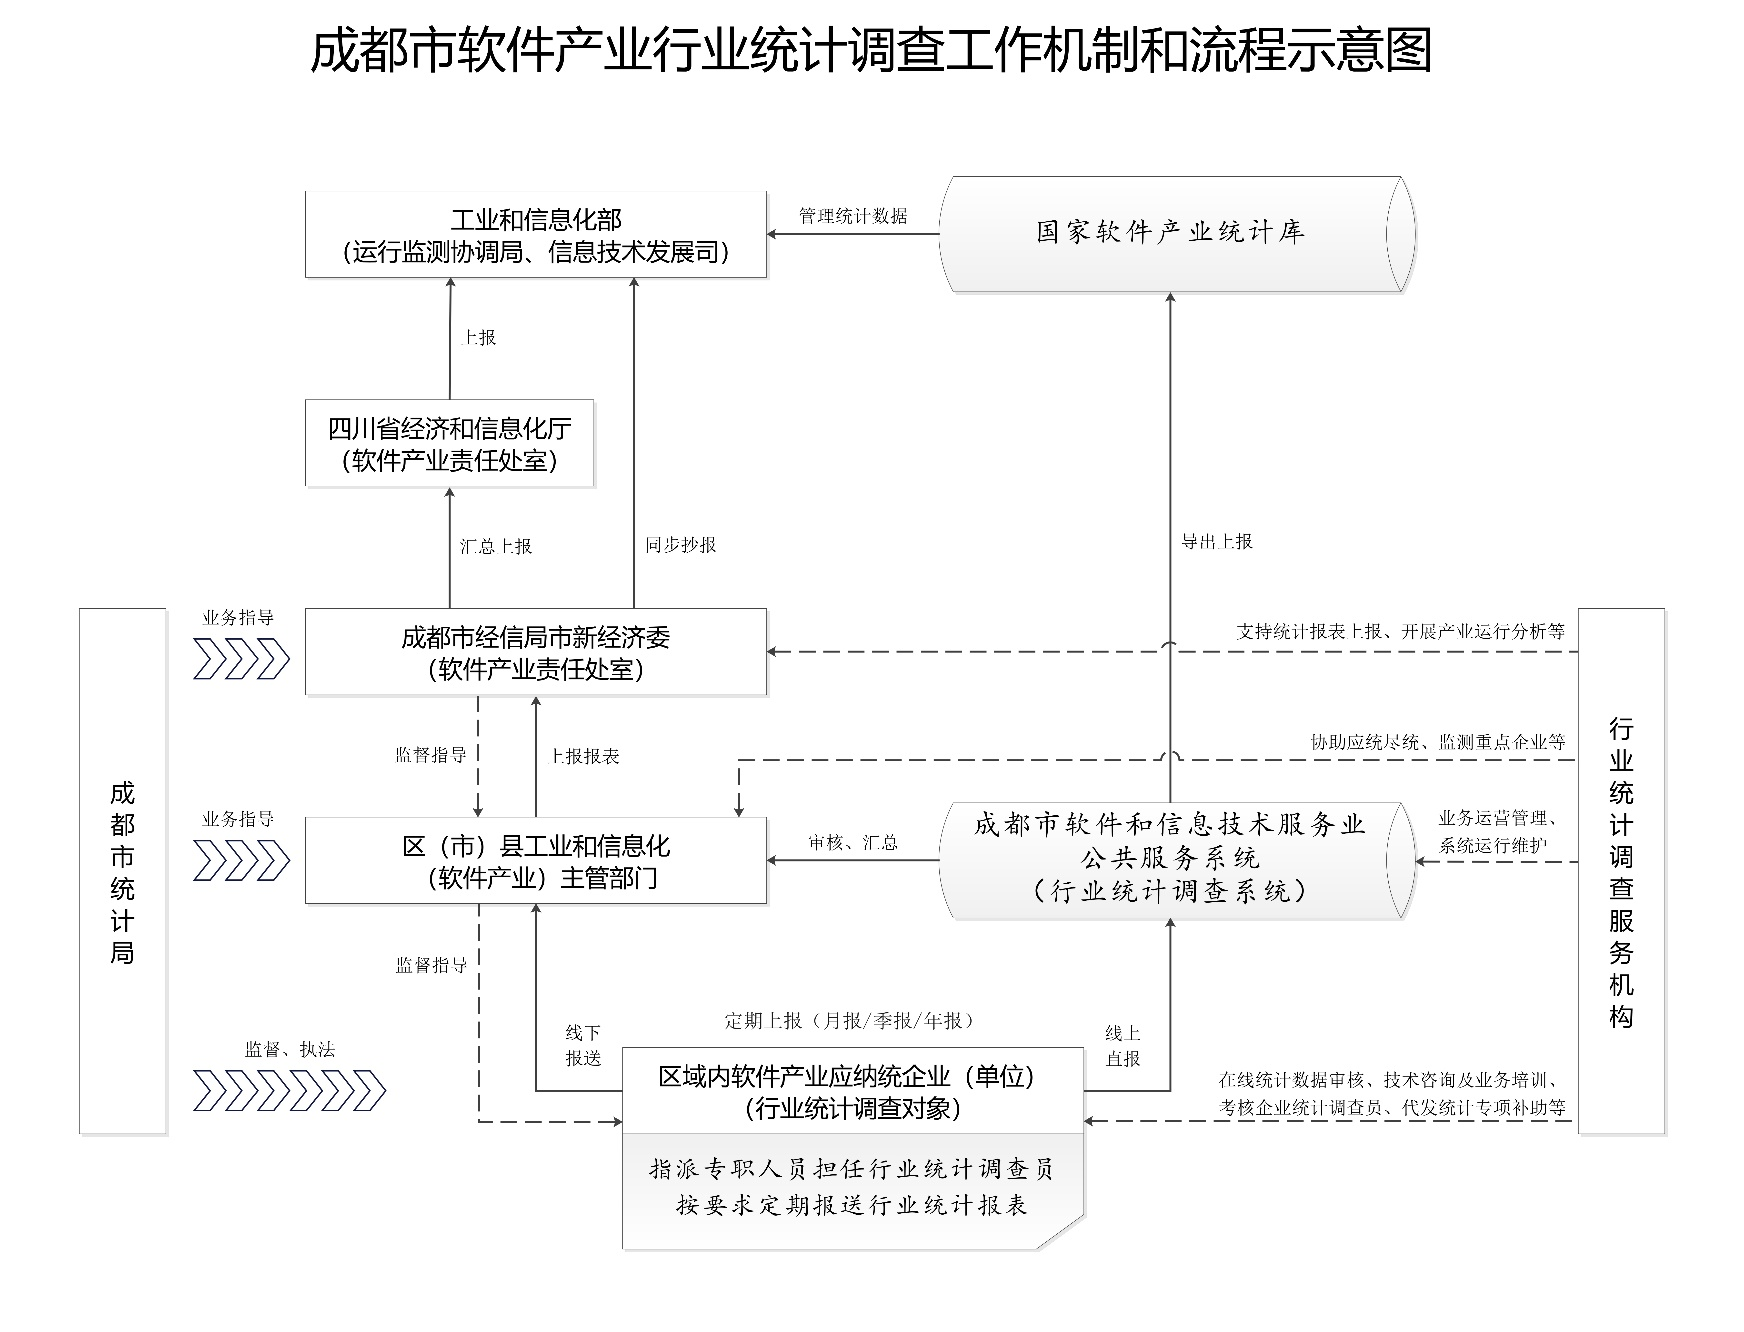 成都市软件产业行业统计调查工作机制和流程示意图
工业和信息化部
（运行监测协调局、信息技术发展司）
管理统计数据
国家软件产业统计库
上报
四川省经济和信息化厅
（软件产业责任处室）
汇总上报
同步抄报
导出上报
成都市统计局
业务指导
成都市经信局市新经济委
（软件产业责任处室）
支持统计报表上报、开展产业运行分析等
监督指导
上报报表
协助应统尽统、监测重点企业等
业务指导
区（市）县工业和信息化
（软件产业）主管部门
审核、汇总
成都市软件和信息技术服务业
公共服务系统
（行业统计调查系统）
业务运营管理、
系统运行维护
行业统计调查服务机构
监督指导
监督、执法
线下
报送
定期上报（月报/季报/年报）
线上
直报
区域内软件产业应纳统企业（单位）
（行业统计调查对象）
在线统计数据审核、技术咨询及业务培训、
考核企业统计调查员、代发统计专项补助等
指派专职人员担任行业统计调查员
按要求定期报送行业统计报表